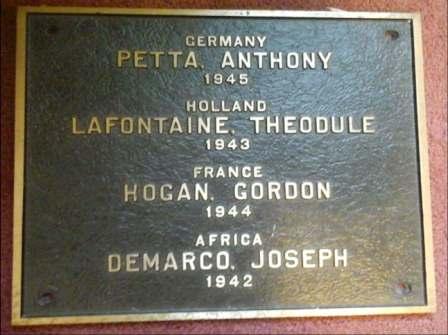 GERMANY
PETTA, ANTHONY
1945
HOLLAND
LAFONTAINE, THEODULE
1943
FRANCE
HOGAN, GORDON
1944
AFRICA
DEMARCO, JOSEPH
1942